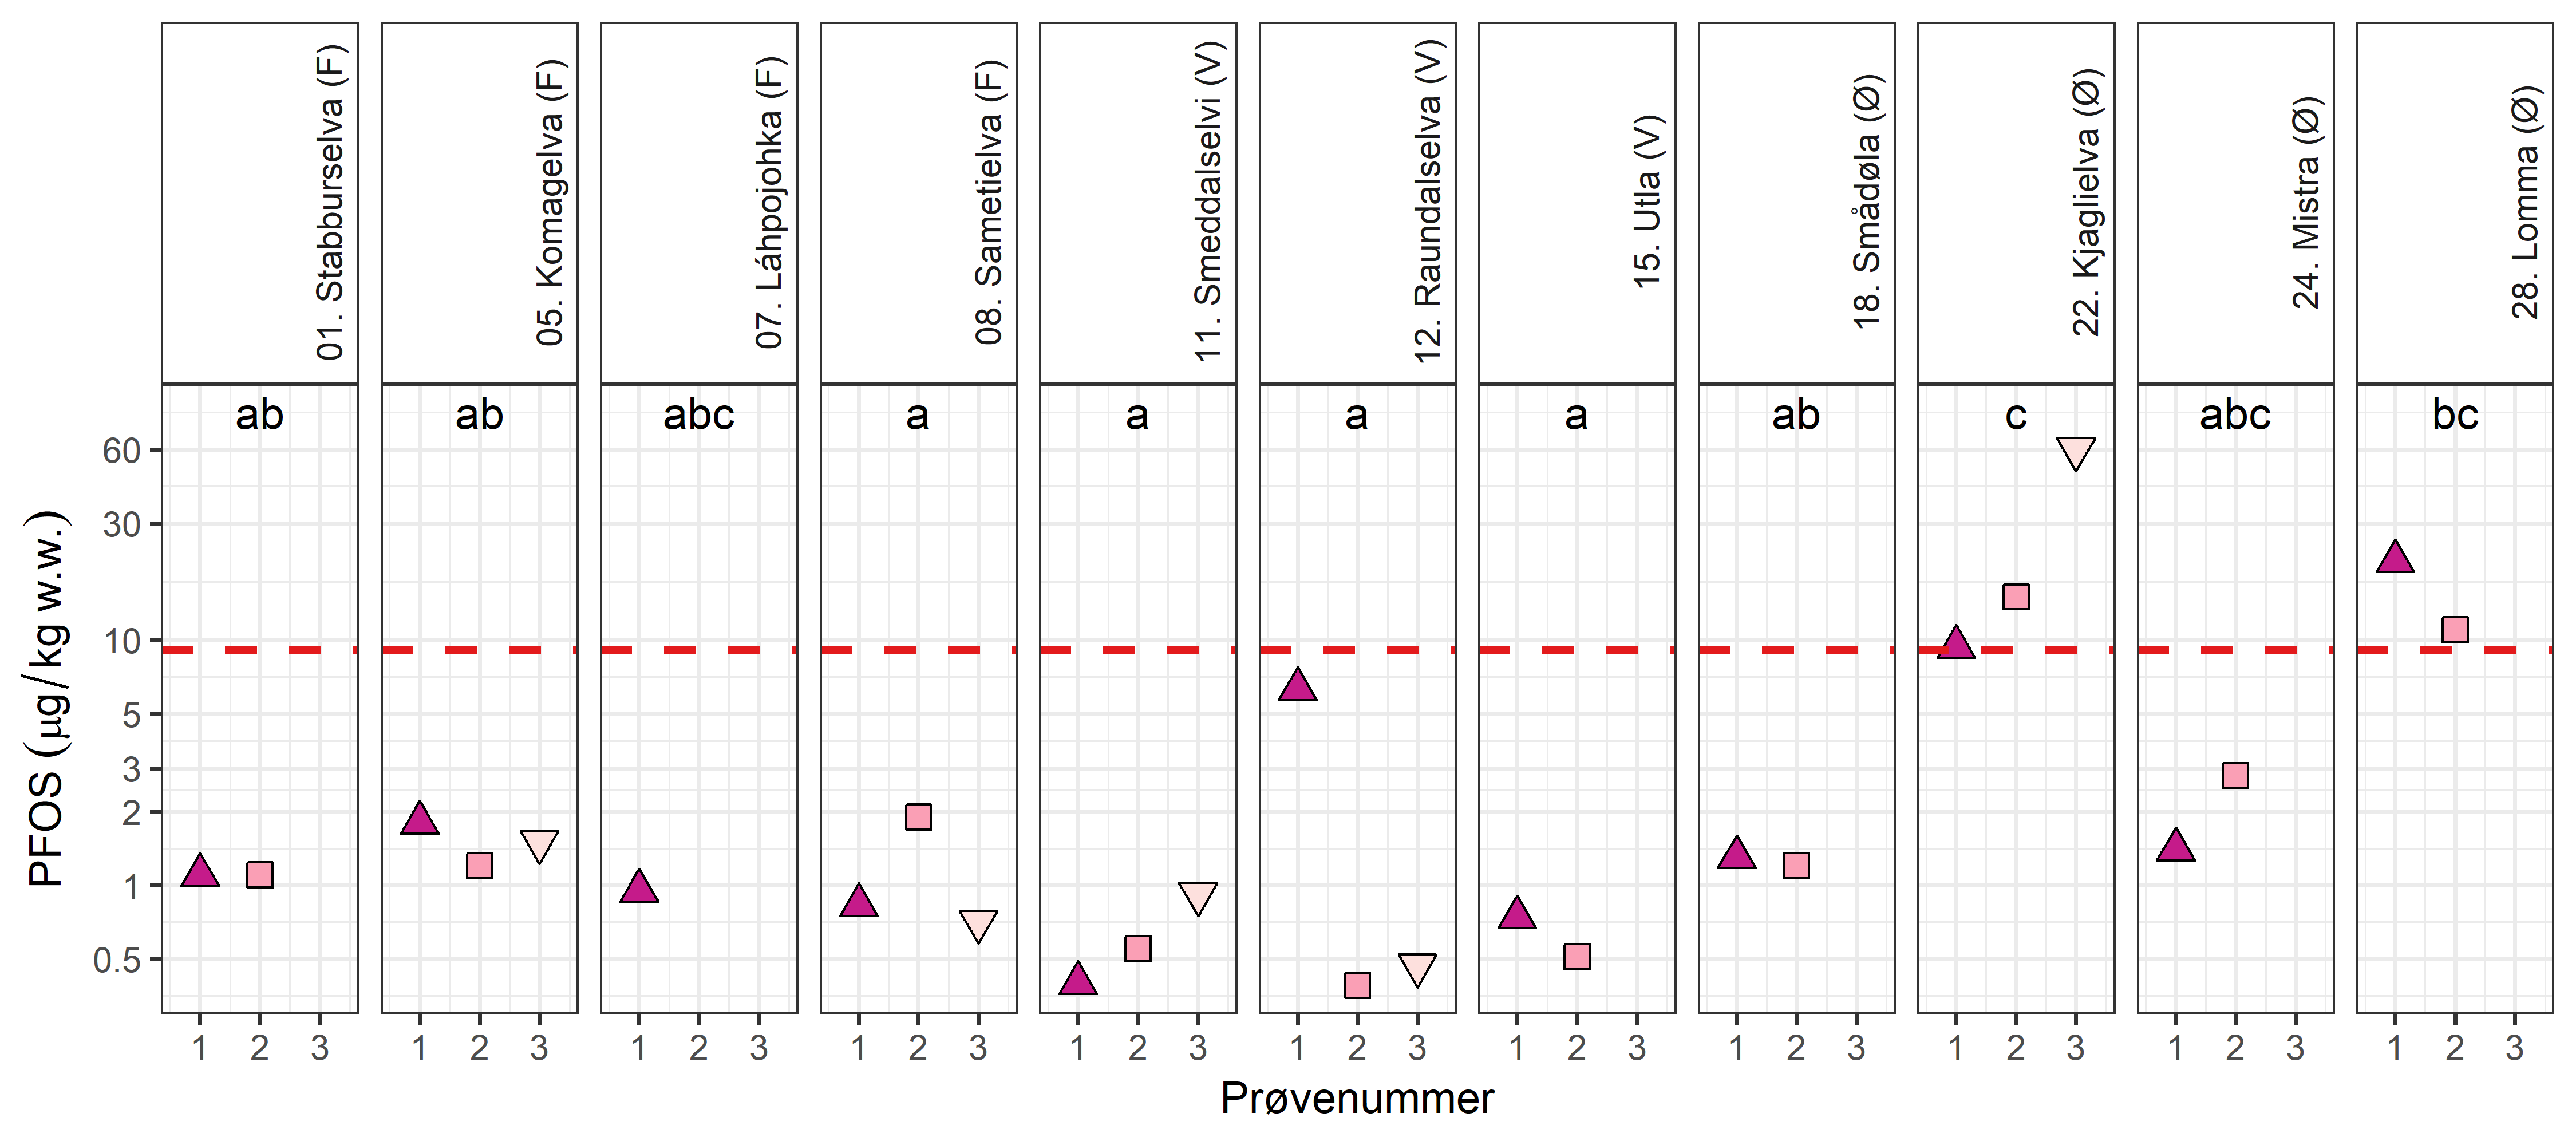 01. Stabburselva (F)
05. Komagelva (F)
07. Láhpojohka (F)
08. Sametielva (F)
11. Smeddalselvi (V)
12. Raundalselva (V)
15. Utla (V)
18. Smådøla (Ø)
22. Kjaglielva (Ø)
24. Mistra (Ø)
28. Lomma (Ø)
ab ab abc a a a a ab c abc bc
PFOS (μg/kg w.w.)
60
30
10
5
3
2
1
0.5
1 2 3 1 2 3 1 2 3 1 2 3 1 2 3 1 2 3 1 2 3 1 2 3 1 2 3 1 2 3 1 2 3
Prøvenummer